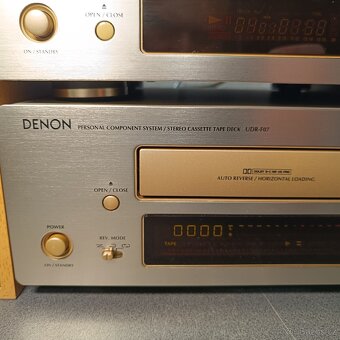 OPEN / CLOSE
ON / STANDBY
DENON PERSONAL COMPONENT SYSTEM / STEREO CASSETTE TAPE DECK UDR-F07
AUTO REVERSE / HORIZONTAL LOADING
OPEN / CLOSE
POWER
REV. MODE
ON / STANDBY
0000
TAPE